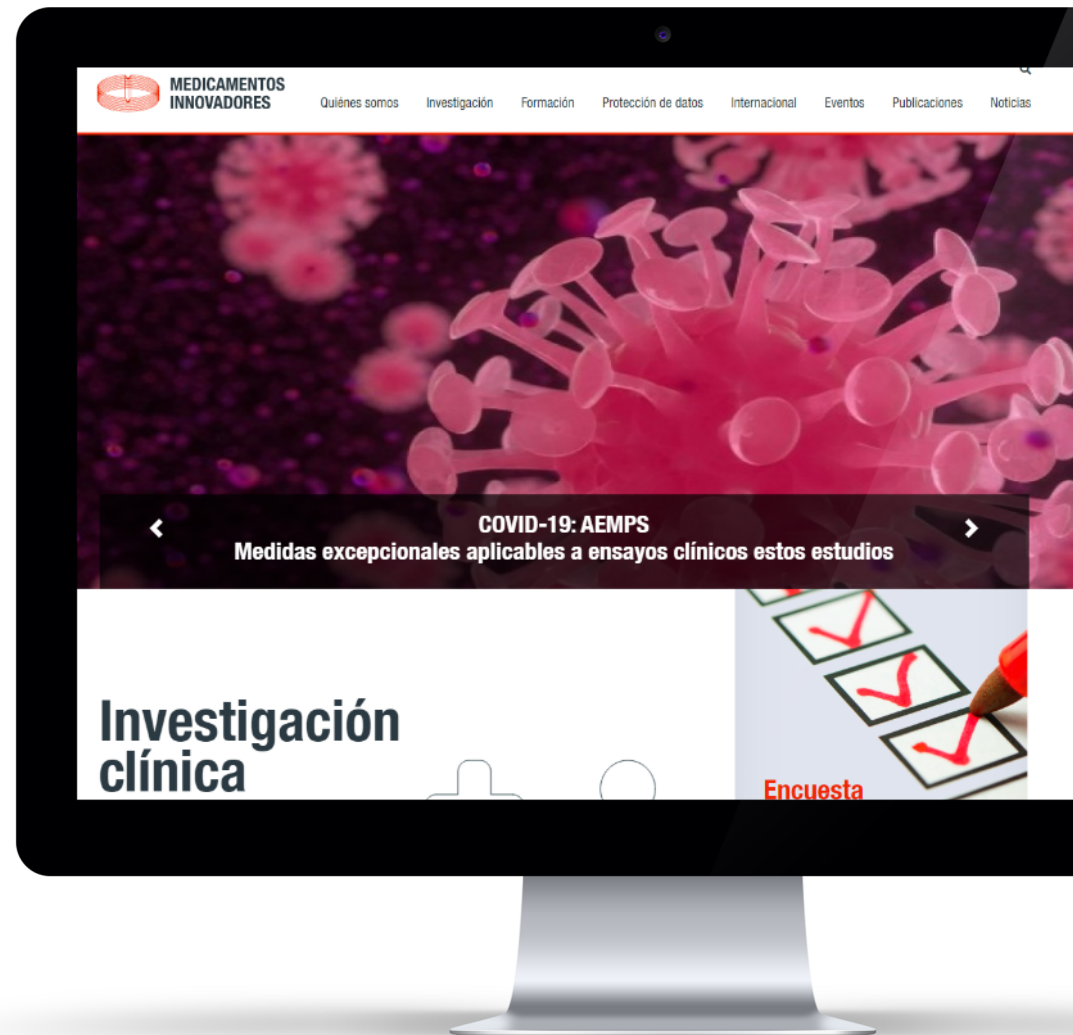 MEDICAMENTOS
INNOVADORES
Quiénes somos Investigación Formación Protección de datos Internacional Eventos Publicaciones Noticias
COVID-19: AEMPS
Medidas excepcionales aplicables a ensayos clínicos estos estudios
Investigación
clínica
Encuesta